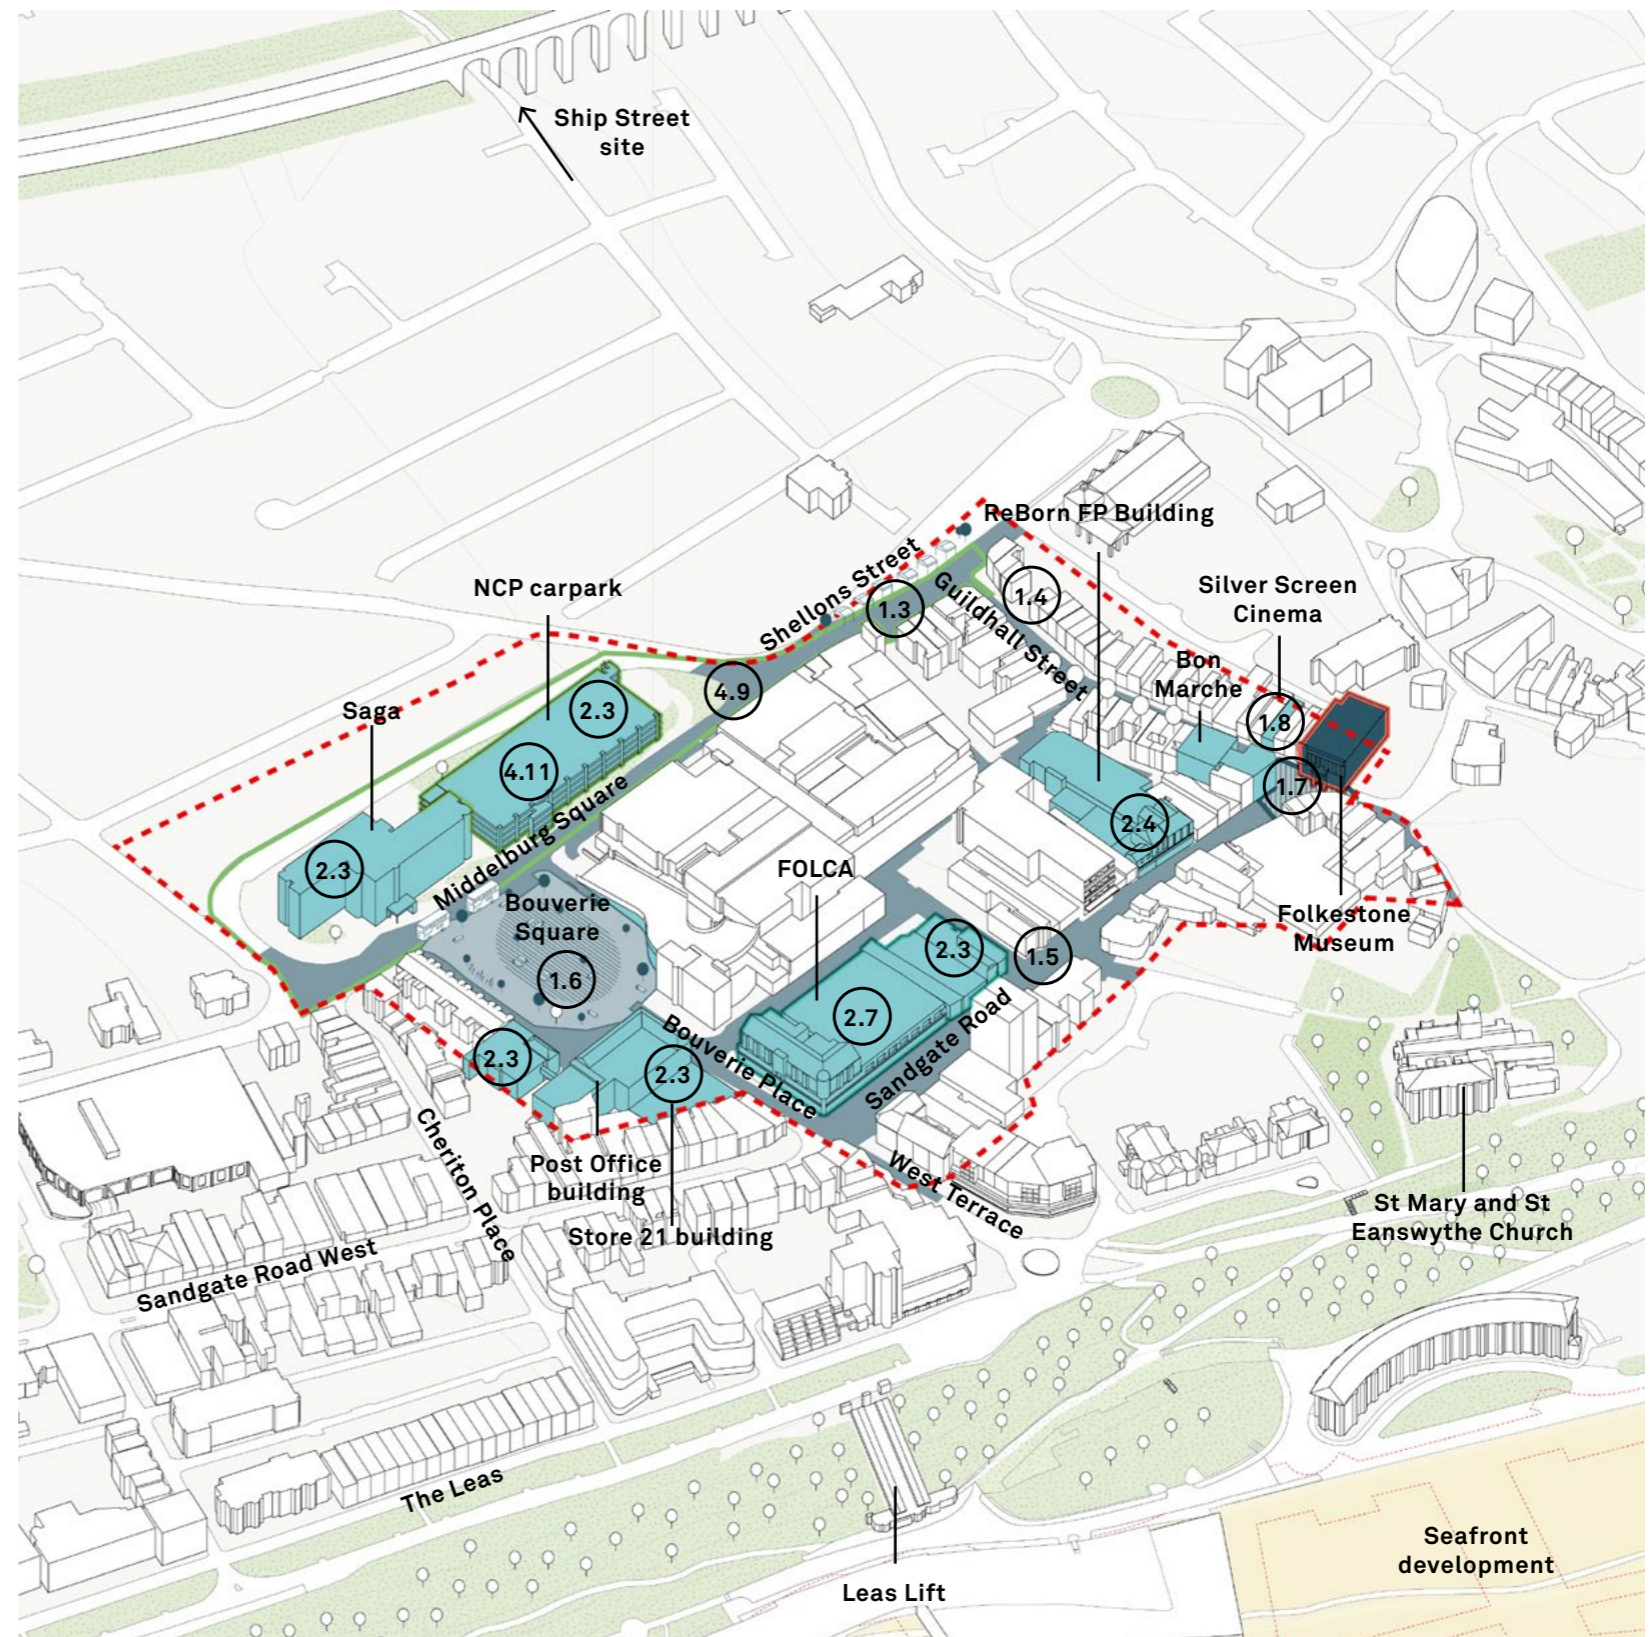 Ship Street
site
ReBorn FP Building
Shellons Street
NCP carpark
1.3
Guildhall Street
1.4
Silver Screen
Cinema
Bon
Marche
4.9
2.3
Saga
1.8
4.11
1.7
Middelburg Square
2.4
2.3
FOLCA
Bouverie
Square
Folkestone
Museum
2.3
1.5
1.6
2.7
Sandgate Road
Bouverie Place
2.3
2.3
Cheriton Place
Post Office
building
West Terrace
Store 21 building
St Mary and St
Eanswythe Church
Sandgate Road West
The Leas
Seafront
development
Leas Lift